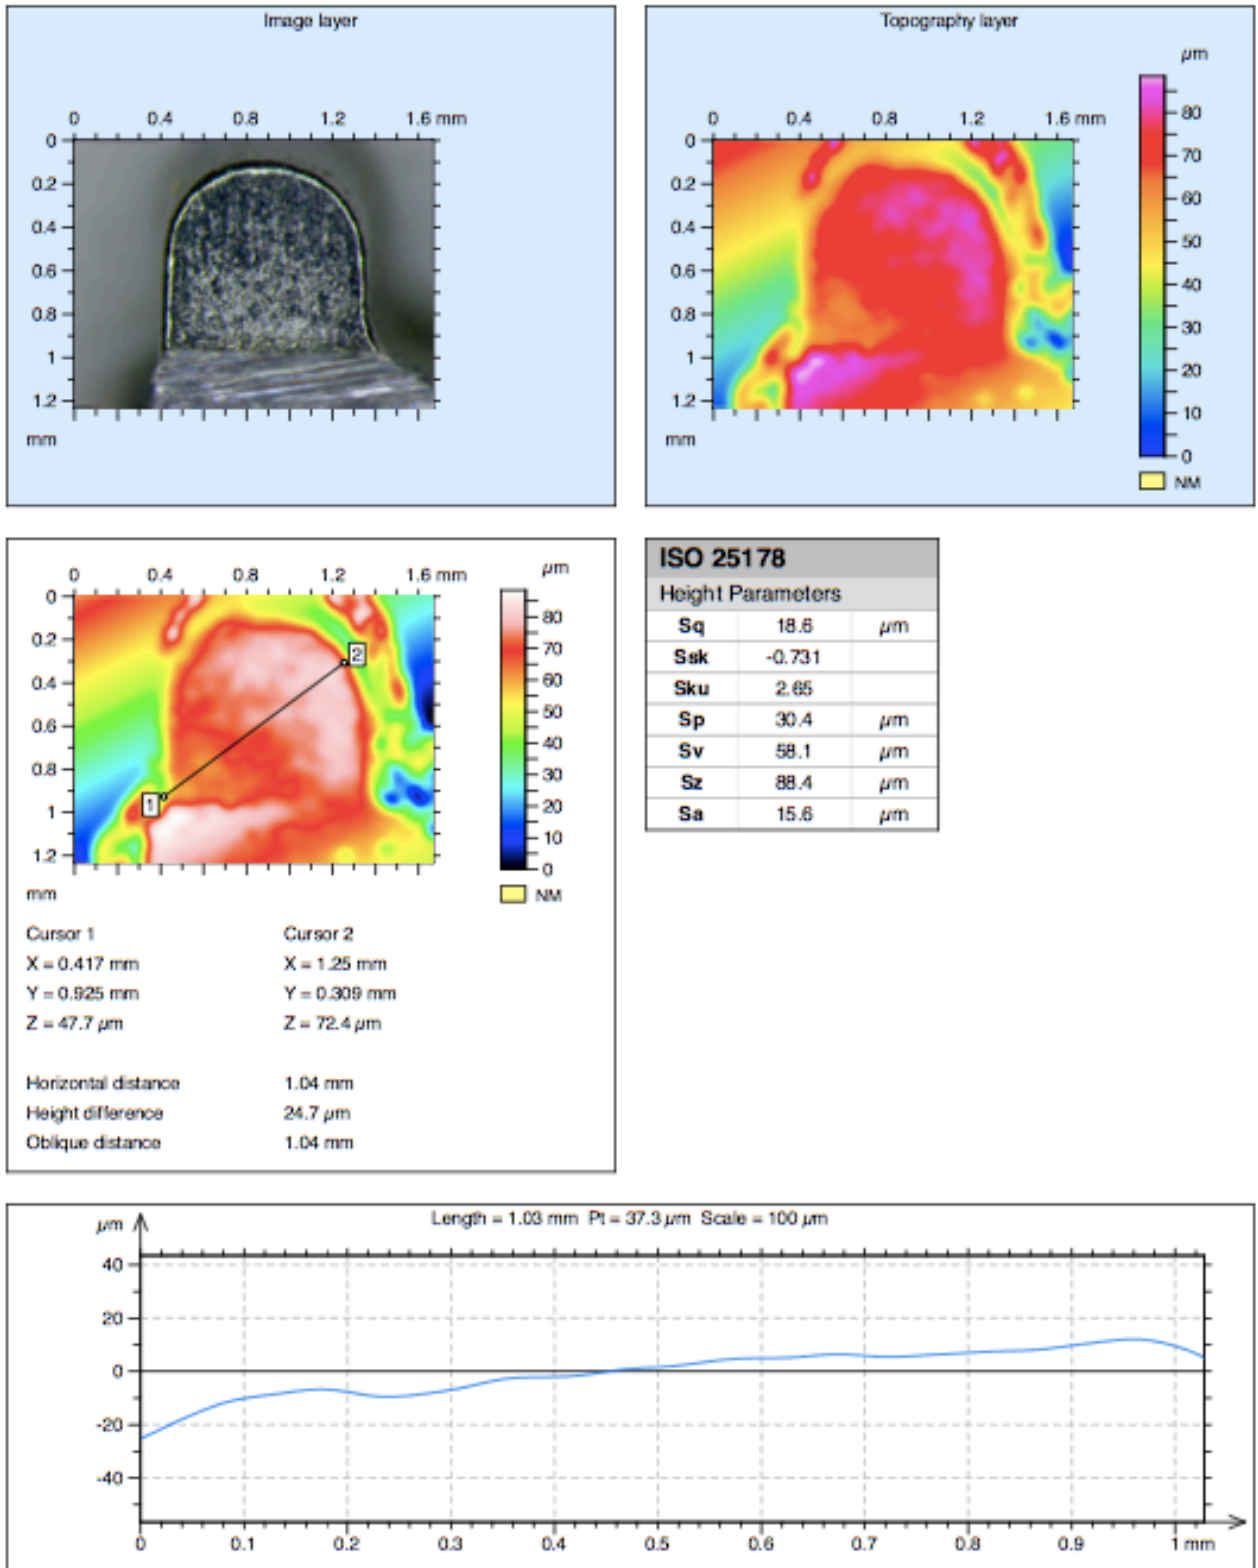 Image layer
0 0.4 0.8 1.2 1.6 mm
0
0.2
0.4
0.6
0.8
1
1.2
mm
Topography layer
µm
0 0.4 0.8 1.2 1.6 mm
0
0.2
0.4
0.6
0.8
1
1.2
mm
80
70
60
50
40
30
20
10
0
NM
0 0.4 0.8 1.2 1.6 mm
µm
0
0.2
0.4
0.6
0.8
1
1.2
mm
2
1
80
70
60
50
40
30
20
10
0
NM
Cursor 1 Cursor 2
X = 0.417 mm X = 1.25 mm
Y = 0.925 mm Y = 0.309 mm
Z = 47.7 µm Z = 72.4 µm
Horizontal distance 1.04 mm
Height difference 24.7 µm
Oblique distance 1.04 mm
ISO 25178
Height Parameters
Sq 18.6 µm
Ssk -0.731
Sku 2.65
Sp 30.4 µm
Sv 58.1 µm
Sz 88.4 µm
Sa 15.6 µm
µm Length = 1.03 mm Pt = 37.3 µm Scale = 100 µm
40
20
0
-20
-40
0 0.1 0.2 0.3 0.4 0.5 0.6 0.7 0.8 0.9 1 mm